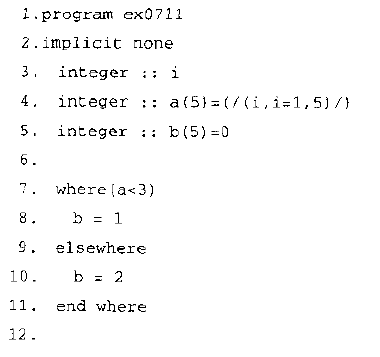 1.program ex0711
2.implicit none
3. integer :: i
4. integer :: a(5)=(/(i,i=1,5)/)
5. integer :: b(5)=0
6.
7. where(a<3)
8. b = 1
9. elsewhere
10. b = 2
11. end where
12.